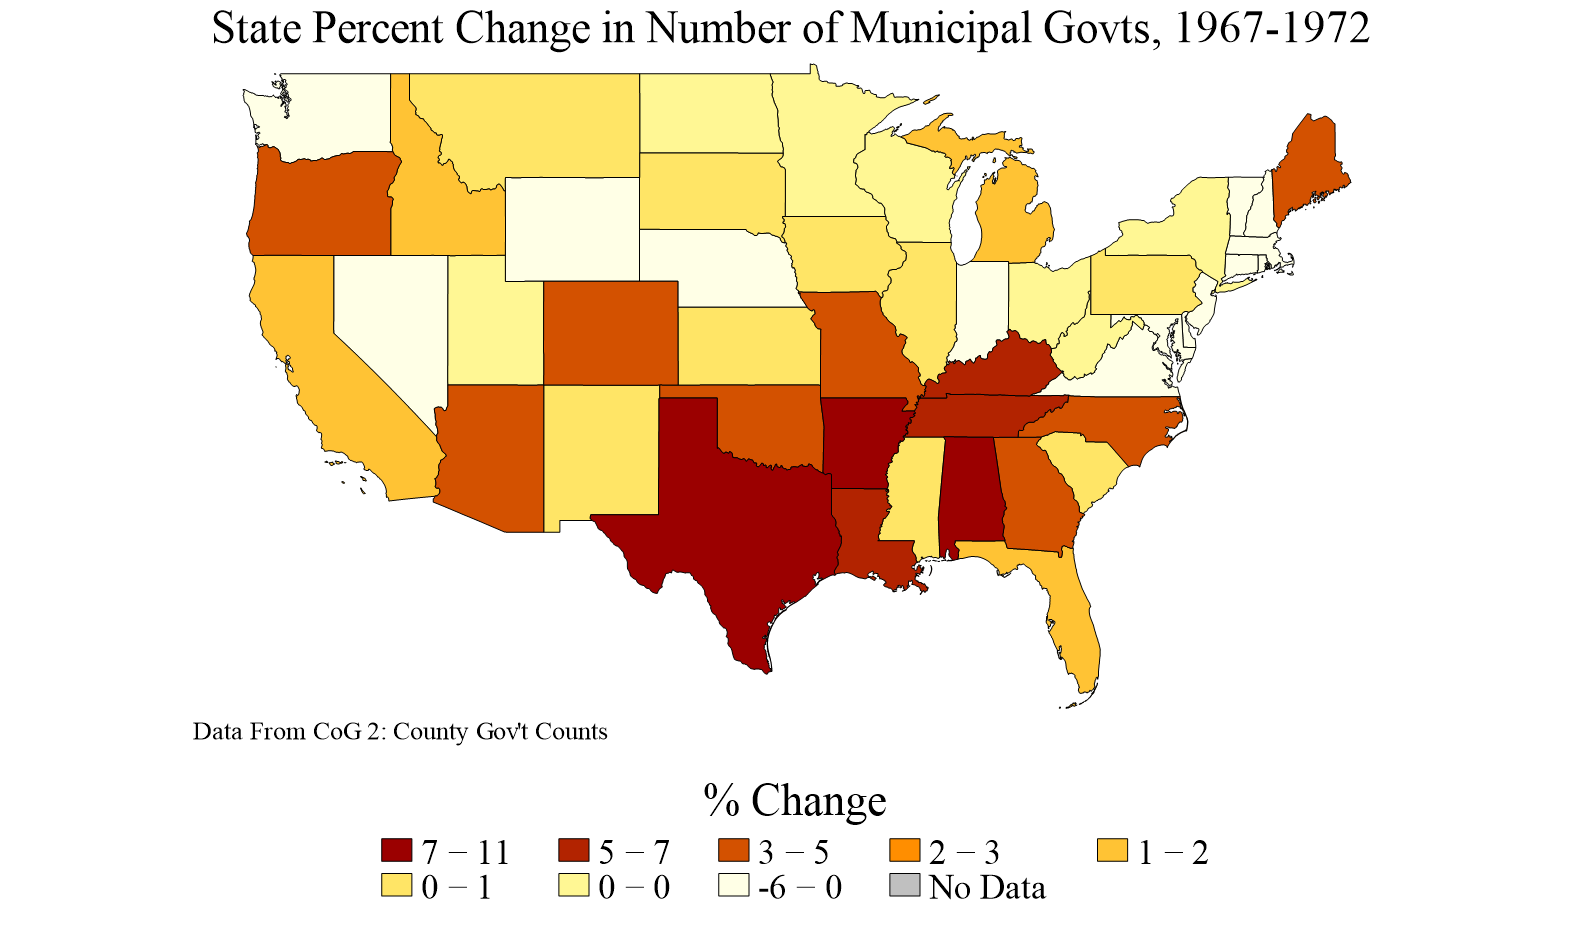 State Percent Change in Number of Municipal Govts, 1967-1972
Data From CoG 2: County Gov't Counts
% Change
7 − 11 5 − 7 3 − 5 2 − 3 1 − 2
0 − 1 0 − 0 -6 − 0 No Data